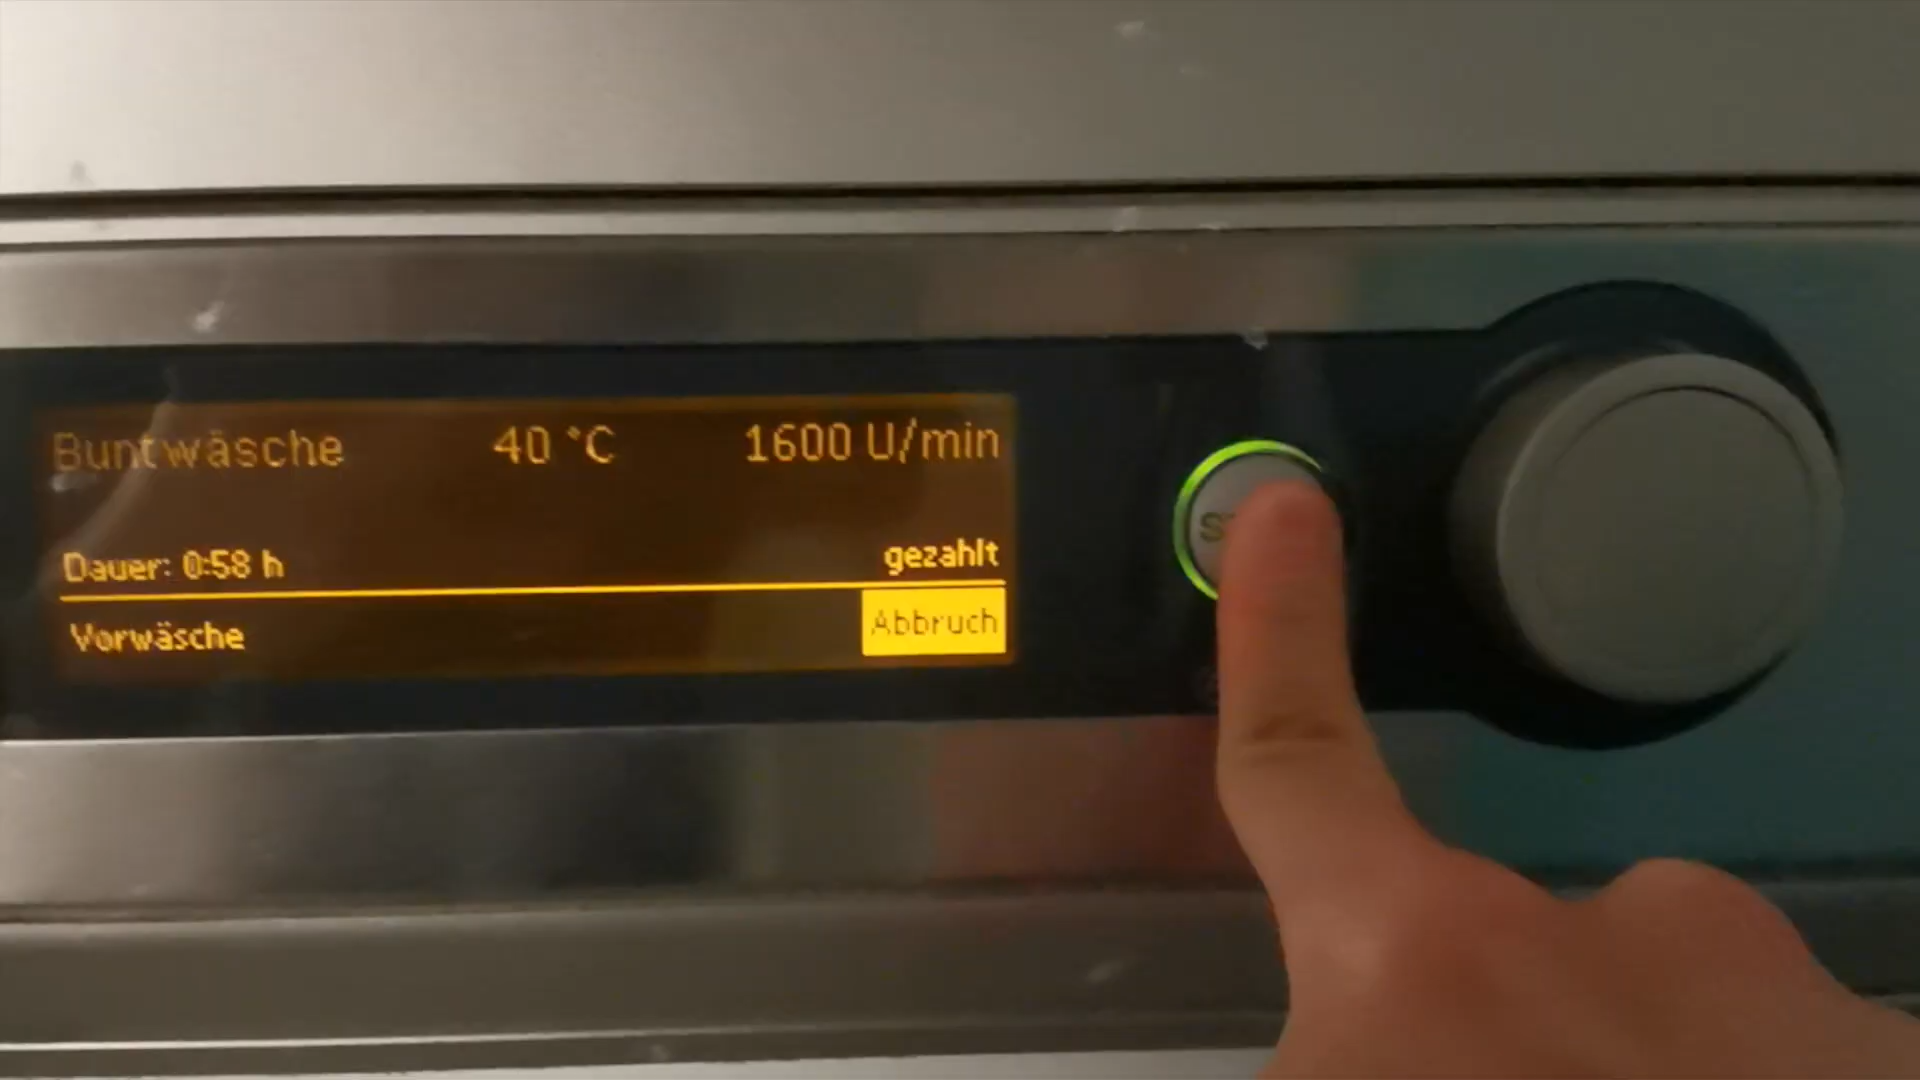 Buntwäsche 40 °C 1600 U/min
Dauer: 0:58 h gezahlt
Vorwäsche Abbruch